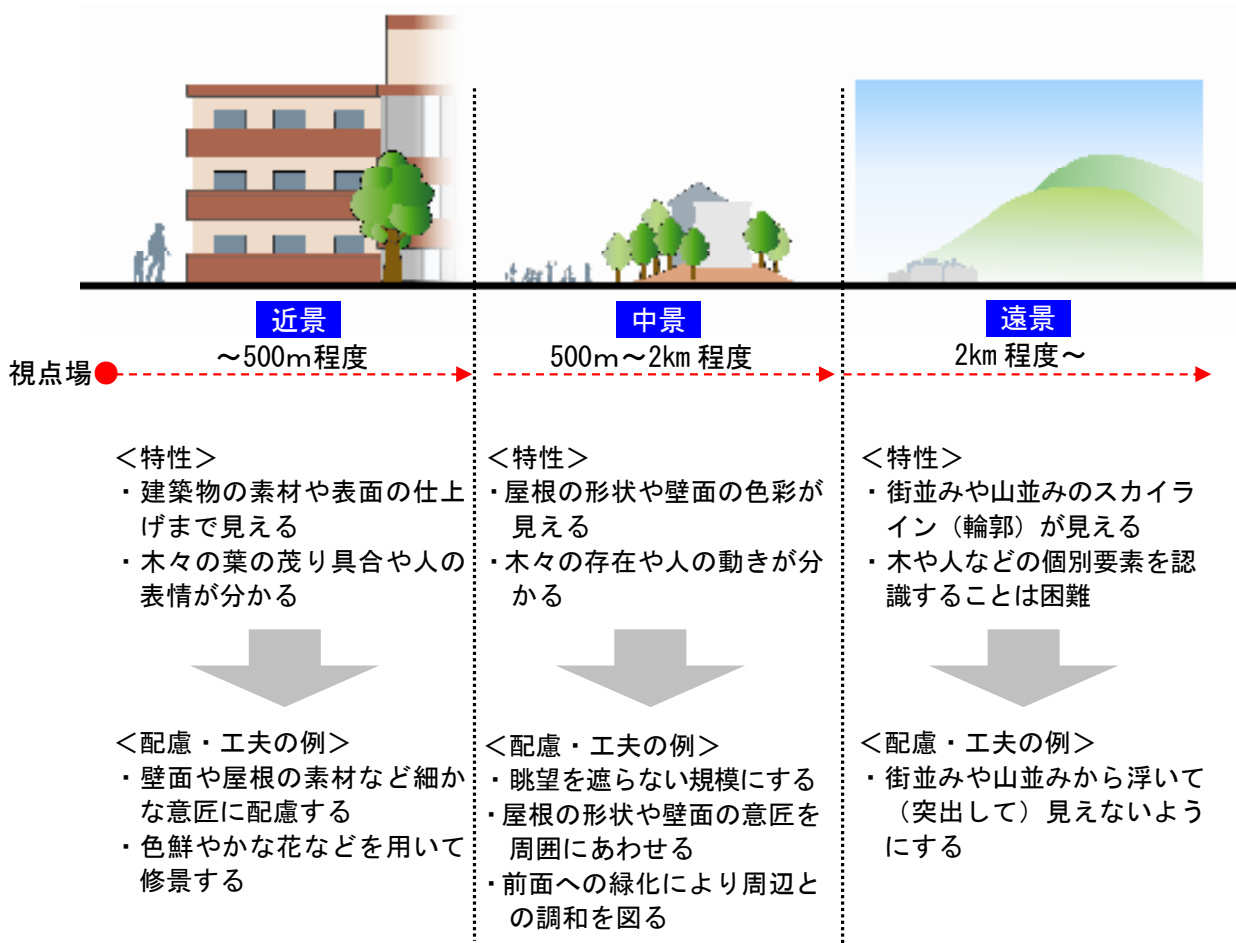 近景
～500ｍ程度
中景
500ｍ～2km 程度
遠景
2km 程度～
視点場
＜特性＞
・建築物の素材や表面の仕上
げまで見える
・木々の葉の茂り具合や人の
表情が分かる
＜配慮・工夫の例＞
・壁面や屋根の素材など細か
な意匠に配慮する
・色鮮やかな花などを用いて
修景する
＜特性＞
・屋根の形状や壁面の色彩が
見える
・木々の存在や人の動きが分
かる
＜配慮・工夫の例＞
・眺望を遮らない規模にする
・屋根の形状や壁面の意匠を
周囲にあわせる
・前面への緑化により周辺と
の調和を図る
＜特性＞
・街並みや山並みのスカイラ
イン（輪郭）が見える
・木や人などの個別要素を認
識することは困難
＜配慮・工夫の例＞
・街並みや山並みから浮いて
（突出して）見えないよう
にする